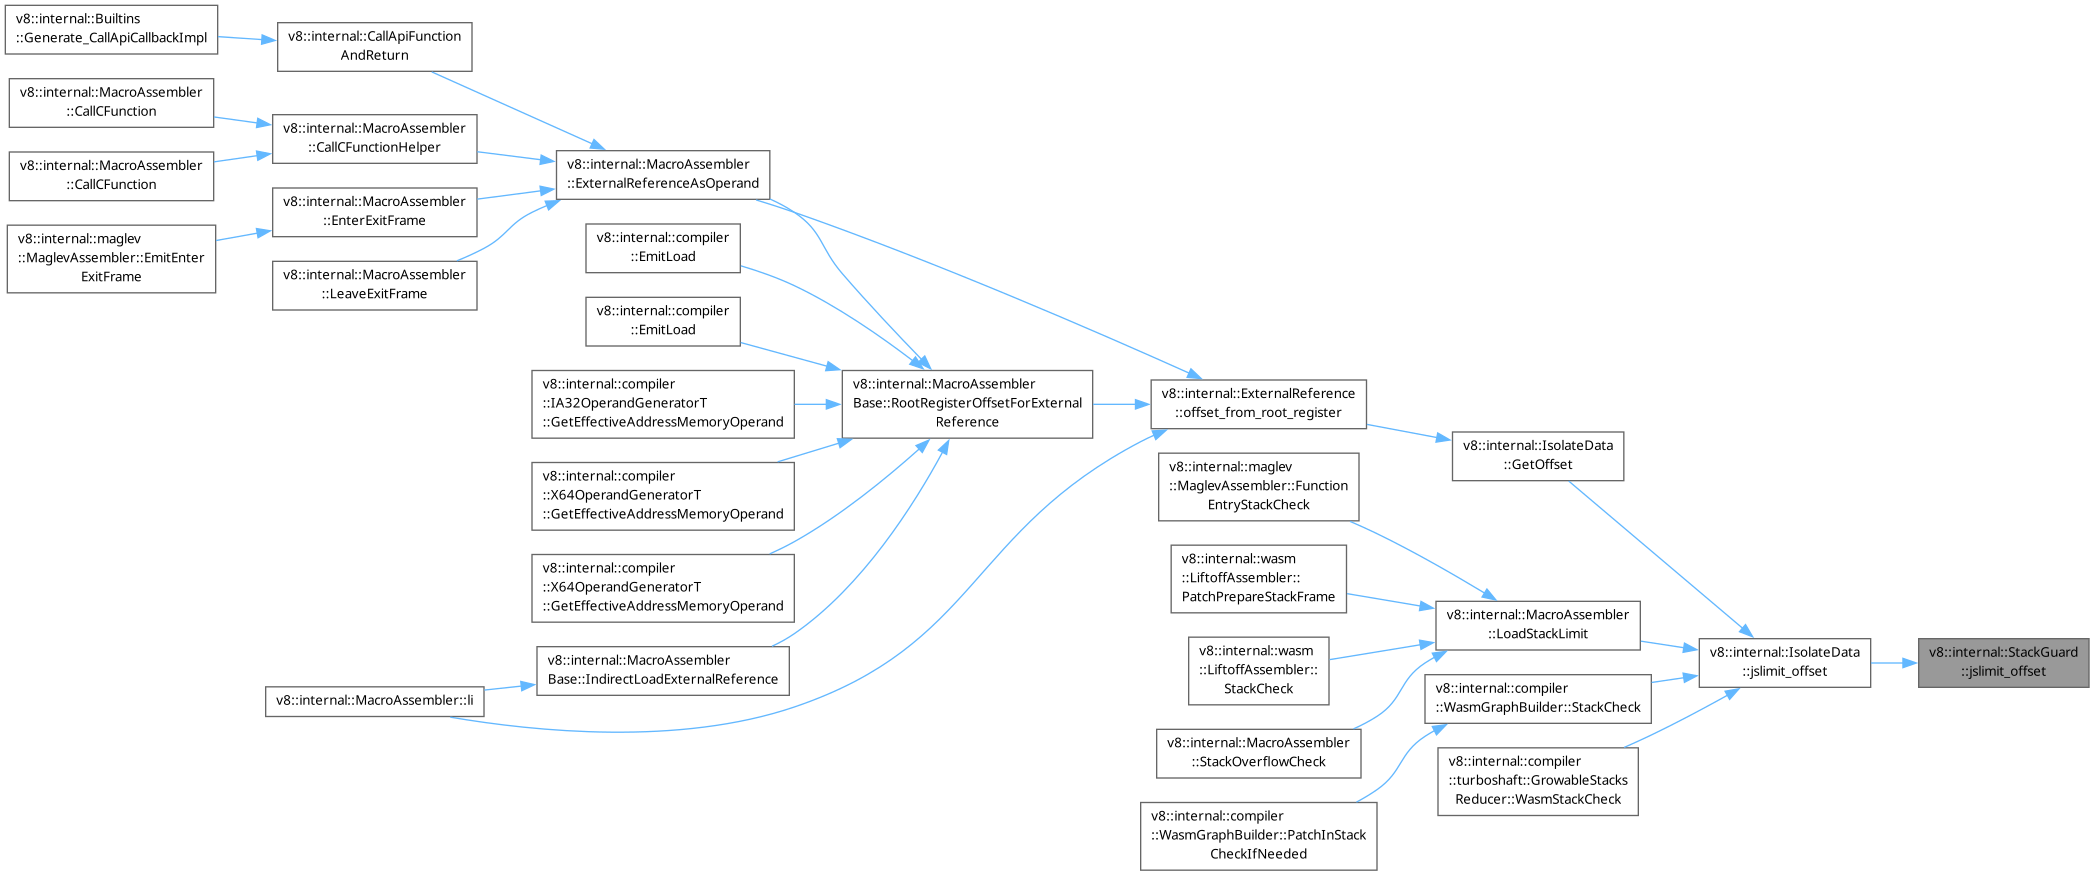 v8::internal::Builtins
::Generate_CallApiCallbackImpl
v8::internal::CallApiFunction
AndReturn
v8::internal::MacroAssembler
::CallCFunction
v8::internal::MacroAssembler
::CallCFunctionHelper
v8::internal::MacroAssembler
::CallCFunction
v8::internal::MacroAssembler
::ExternalReferenceAsOperand
v8::internal::MacroAssembler
::EnterExitFrame
v8::internal::maglev
::MaglevAssembler::EmitEnter
ExitFrame
v8::internal::MacroAssembler
::LeaveExitFrame
v8::internal::compiler
::EmitLoad
v8::internal::compiler
::EmitLoad
v8::internal::compiler
::IA32OperandGeneratorT
::GetEffectiveAddressMemoryOperand
v8::internal::MacroAssembler
Base::RootRegisterOffsetForExternal
Reference
v8::internal::ExternalReference
::offset_from_root_register
v8::internal::IsolateData
::GetOffset
v8::internal::compiler
::X64OperandGeneratorT
::GetEffectiveAddressMemoryOperand
v8::internal::maglev
::MaglevAssembler::Function
EntryStackCheck
v8::internal::compiler
::X64OperandGeneratorT
::GetEffectiveAddressMemoryOperand
v8::internal::wasm
::LiftoffAssembler::
PatchPrepareStackFrame
v8::internal::MacroAssembler
::LoadStackLimit
v8::internal::MacroAssembler
Base::IndirectLoadExternalReference
v8::internal::wasm
::LiftoffAssembler::
StackCheck
v8::internal::IsolateData
::jslimit_offset
v8::internal::StackGuard
::jslimit_offset
v8::internal::MacroAssembler::li
v8::internal::compiler
::WasmGraphBuilder::StackCheck
v8::internal::MacroAssembler
::StackOverflowCheck
v8::internal::compiler
::turboshaft::GrowableStacks
Reducer::WasmStackCheck
v8::internal::compiler
::WasmGraphBuilder::PatchInStack
CheckIfNeeded